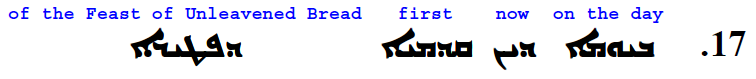 of the Feast of Unleavened Bread first now on the day
17. ܒܝܘܡܐ ܕܝܢ ܩܕܡܝܐ ܕܦܛܝܪܐ